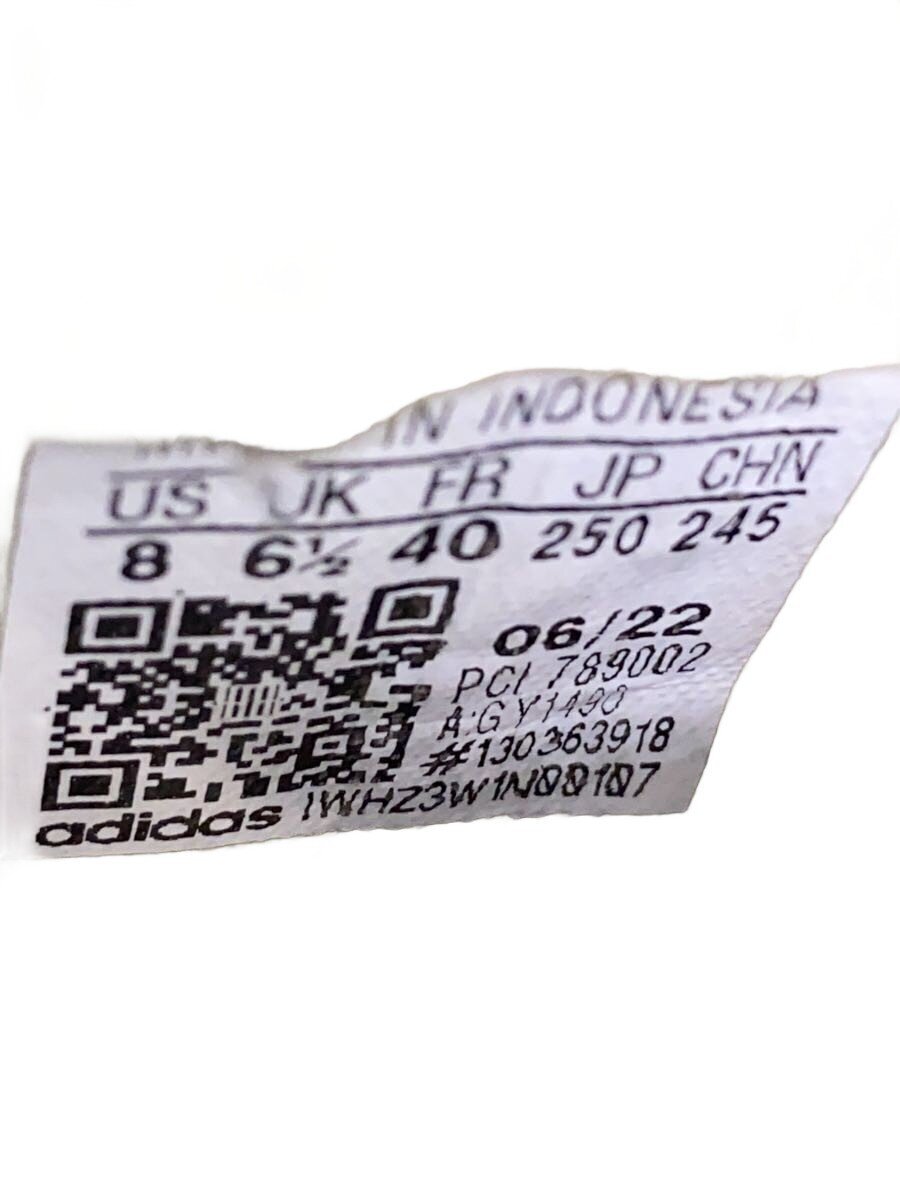 IN INDONESIA
US UK FR JP CHN
8 6½ 40 250 245
06/22
PCI 789002
A:GY1490
#130363918
adidas 1WHZ3W1N00107